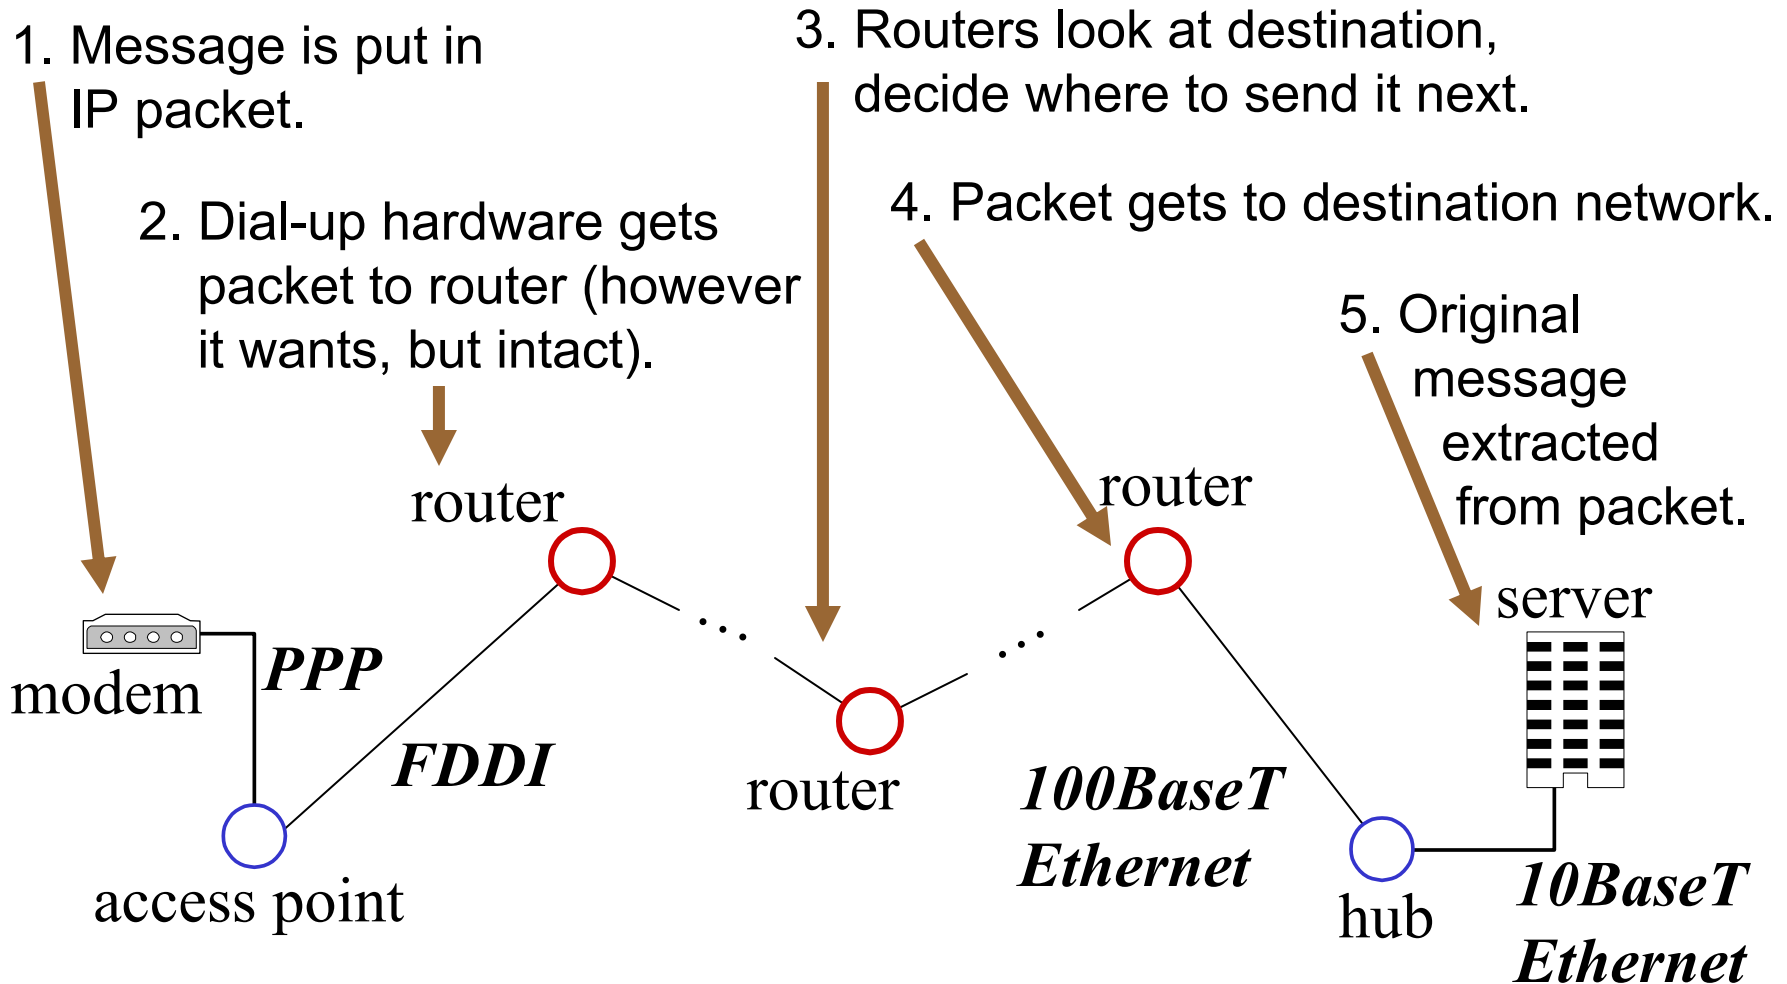 1. Message is put in
IP packet.
2. Dial-up hardware gets
packet to router (however
it wants, but intact).
3. Routers look at destination,
decide where to send it next.
4. Packet gets to destination network.
5. Original
message
extracted
from packet.
router
router
server
modem
PPP
FDDI
router
100BaseT
Ethernet
access point
hub
10BaseT
Ethernet